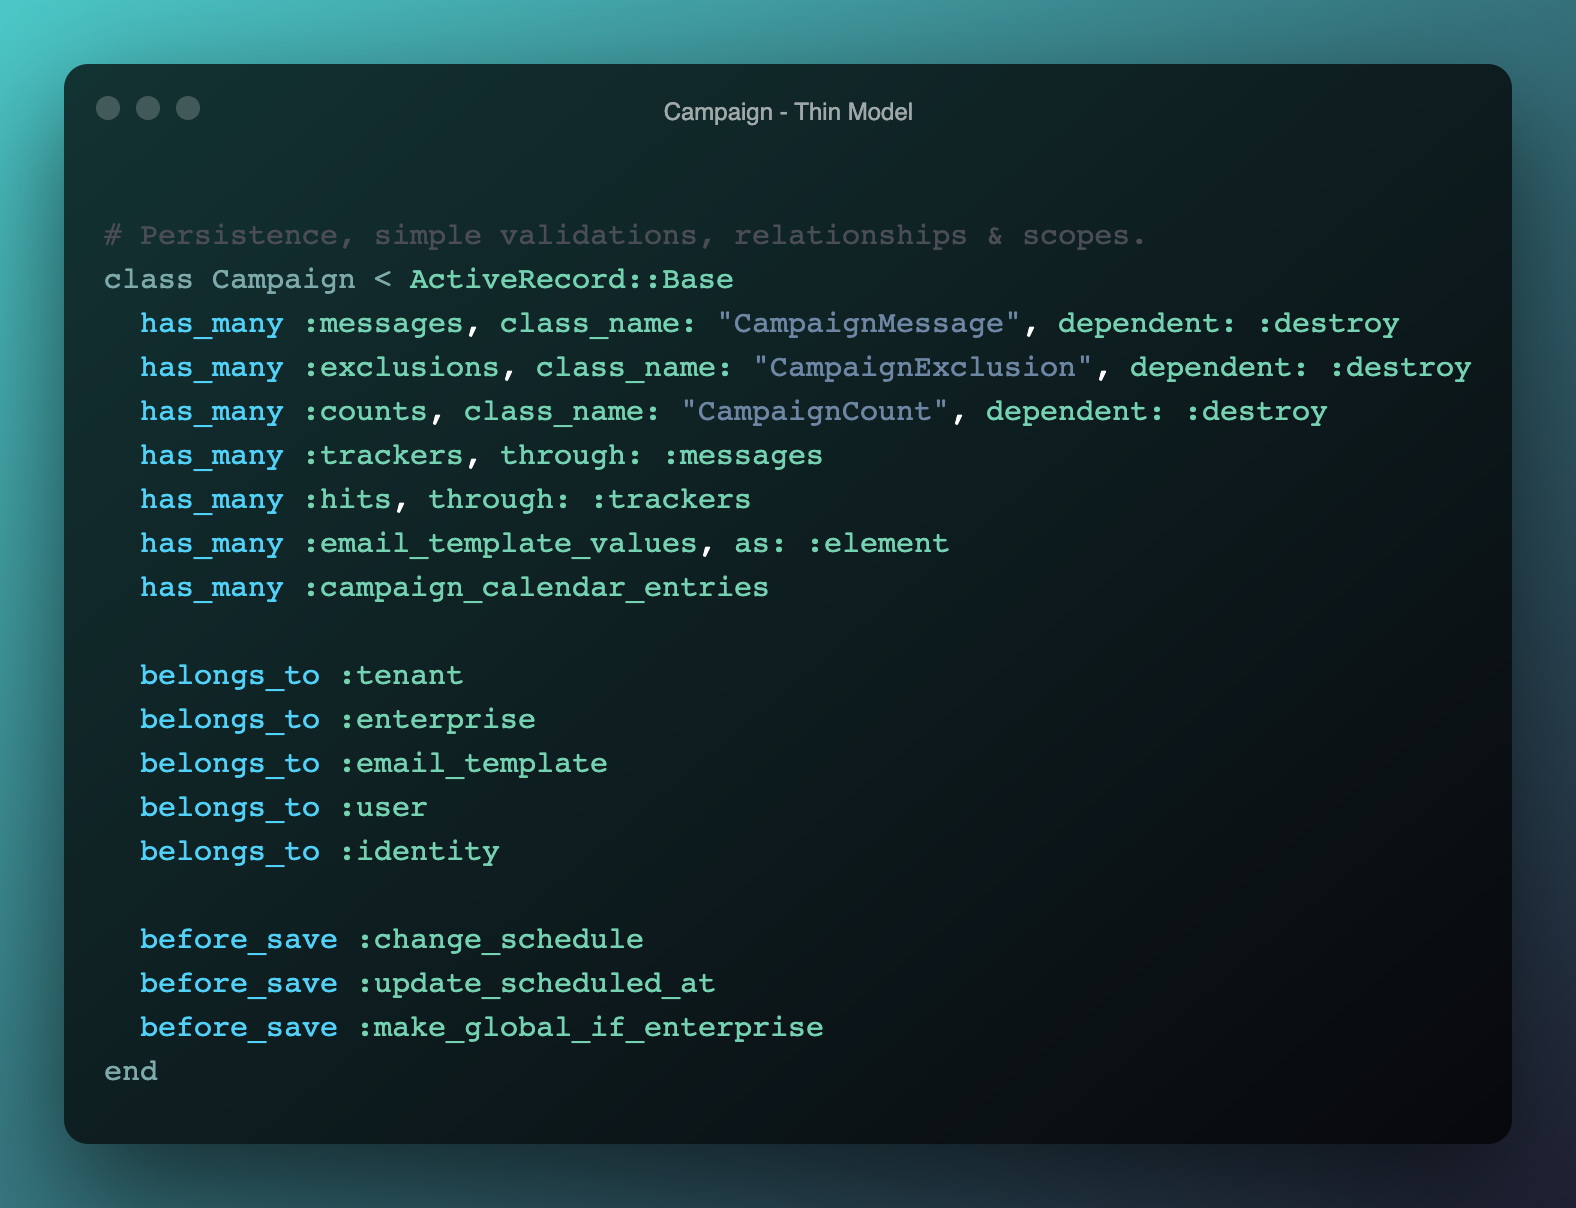 Campaign - Thin Model
# Persistence, simple validations, relationships & scopes.
class Campaign < ActiveRecord::Base
  has_many :messages, class_name: "CampaignMessage", dependent: :destroy
  has_many :exclusions, class_name: "CampaignExclusion", dependent: :destroy
  has_many :counts, class_name: "CampaignCount", dependent: :destroy
  has_many :trackers, through: :messages
  has_many :hits, through: :trackers
  has_many :email_template_values, as: :element
  has_many :campaign_calendar_entries
  belongs_to :tenant
  belongs_to :enterprise
  belongs_to :email_template
  belongs_to :user
  belongs_to :identity
  before_save :change_schedule
  before_save :update_scheduled_at
  before_save :make_global_if_enterprise
end